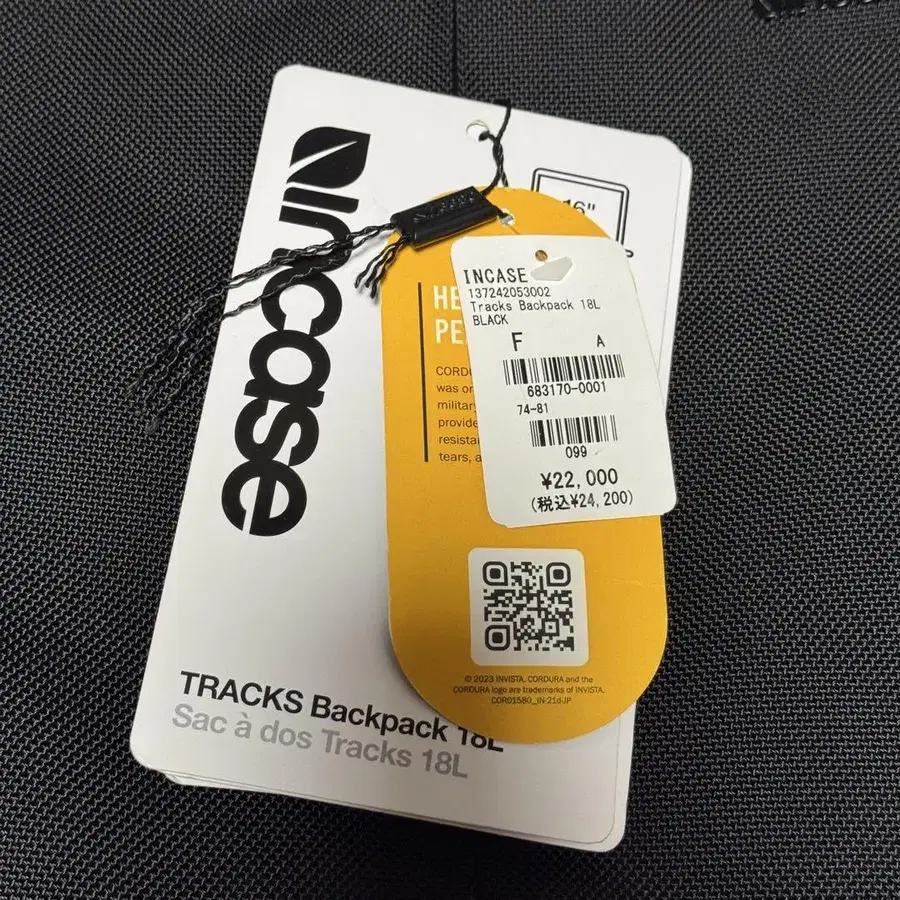 incase
16"
HE
PE
CORDU
was or
military
provide
resista
tears, a
INCASE
137242053002
Tracks Backpack 18L
BLACK
F A
683170-0001
74-81
099
¥22,000
(税込¥24,200)
© 2023 INVISTA. CORDURA and the
CORDURA logo are trademarks of INVISTA.
COR01580_IN-21d-JP
TRACKS Backpack 18L
Sac à dos Tracks 18L